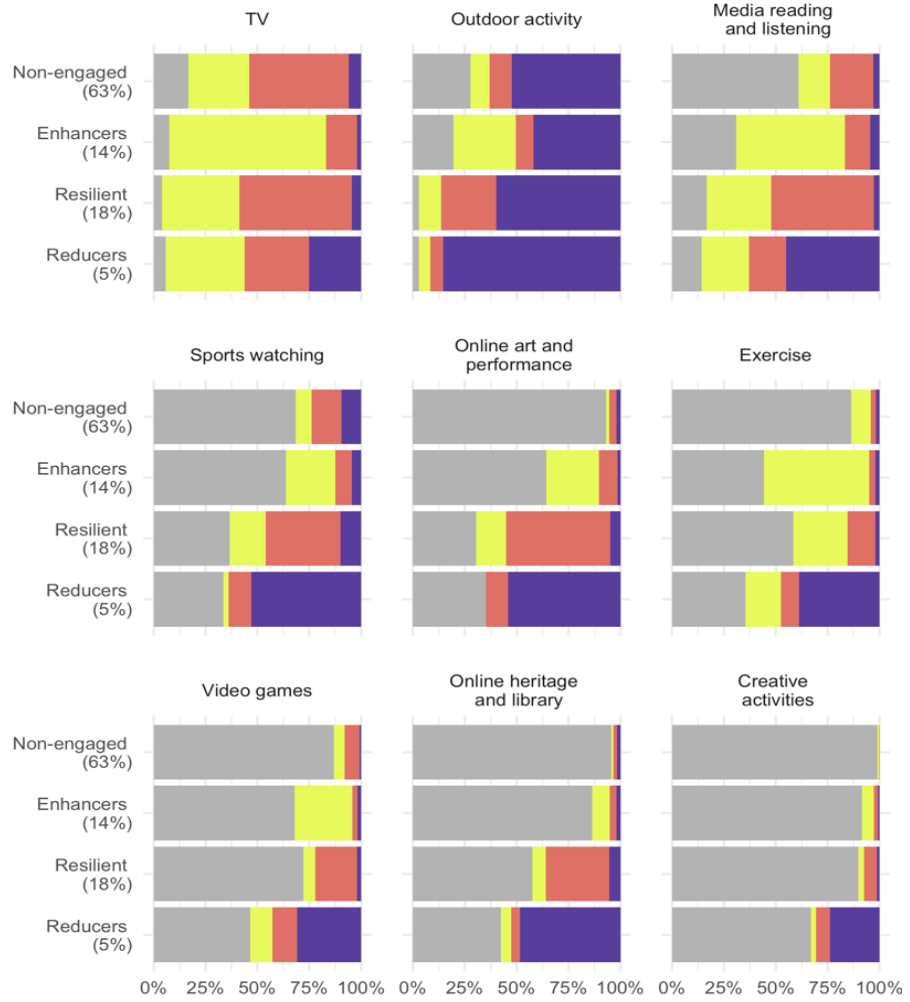 TV
Outdoor activity
Media reading
and listening
Non-engaged
(63%)
Enhancers
(14%)
Resilient
(18%)
Reducers
(5%)
Sports watching
Online art and
performance
Exercise
Non-engaged
(63%)
Enhancers
(14%)
Resilient
(18%)
Reducers
(5%)
Video games
Online heritage
and library
Creative
activities
Non-engaged
(63%)
Enhancers
(14%)
Resilient
(18%)
Reducers
(5%)
0% 25% 50% 75% 100% 0% 25% 50% 75% 100% 0% 25% 50% 75% 100%